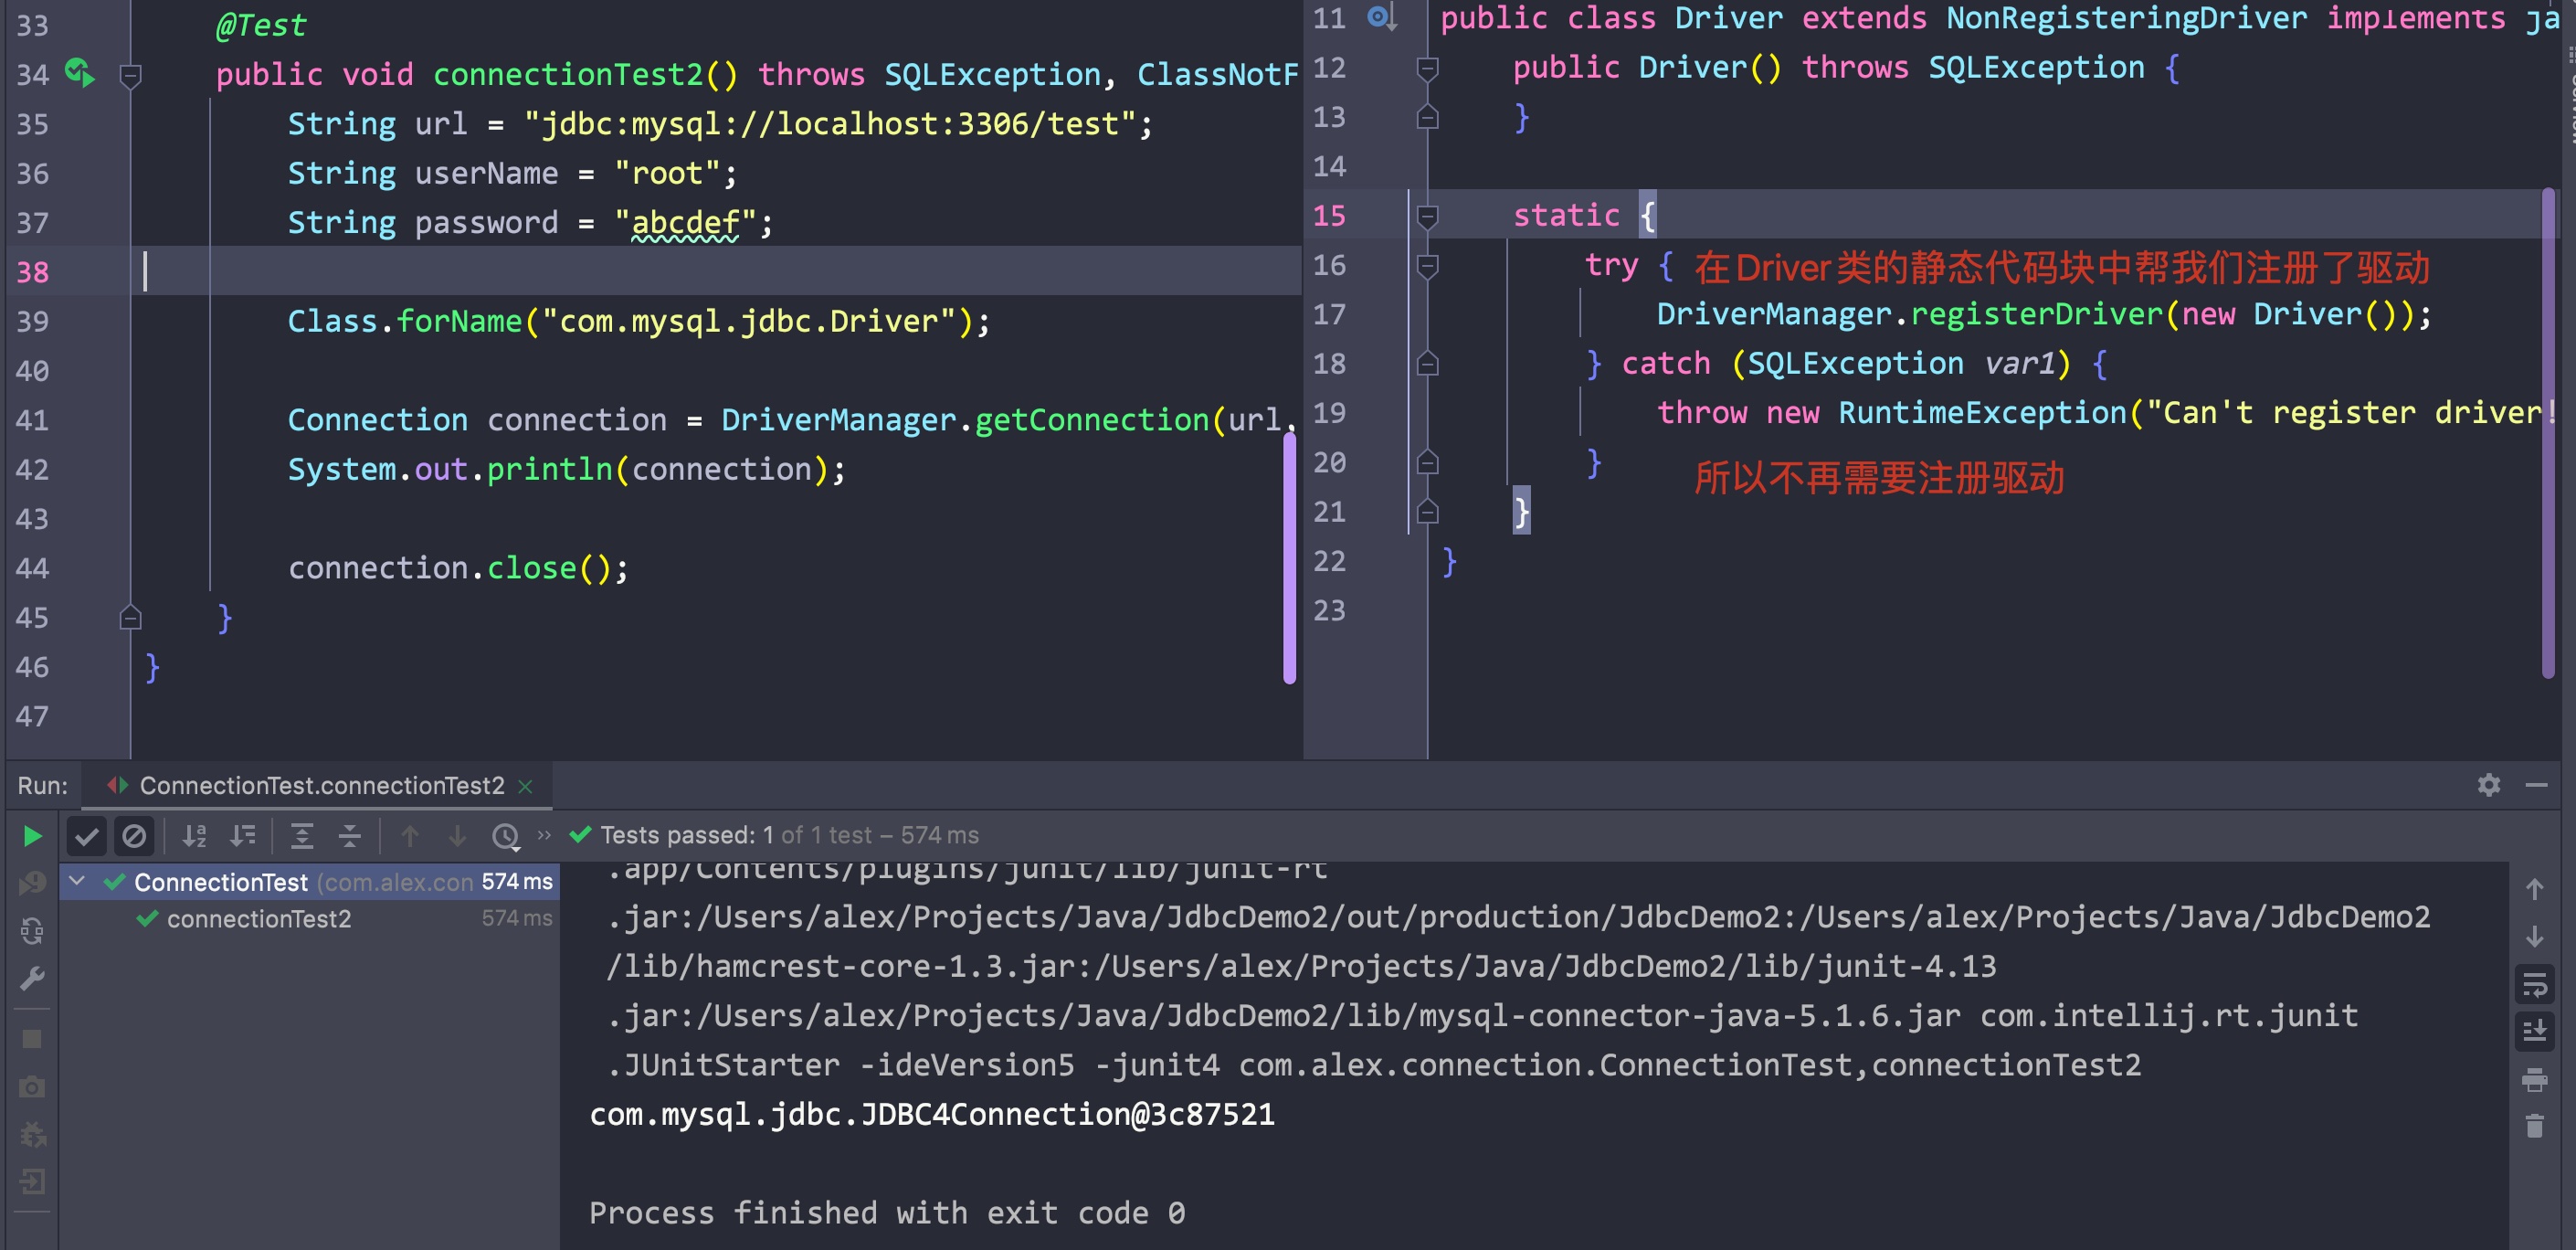 33 @Test
34 public void connectionTest2() throws SQLException, ClassNotF
35 String url = "jdbc:mysql://localhost:3306/test";
36 String userName = "root";
37 String password = "abcdef";
38
39 Class.forName("com.mysql.jdbc.Driver");
40
41 Connection connection = DriverManager.getConnection(url,
42 System.out.println(connection);
43
44 connection.close();
45 }
46 }
47
11 public class Driver extends NonRegisteringDriver implements ja
12 public Driver() throws SQLException {
13 }
14
15 static {
16 try { 在Driver类的静态代码块中帮我们注册了驱动
17 DriverManager.registerDriver(new Driver());
18 } catch (SQLException var1) {
19 throw new RuntimeException("Can't register driver!
20 }
所以不再需要注册驱动
21 }
22 }
23
Run: ConnectionTest.connectionTest2
Tests passed: 1 of 1 test – 574 ms
ConnectionTest (com.alex.con 574 ms
connectionTest2 574 ms
.app/Contents/plugins/junit/lib/junit-rt
.jar:/Users/alex/Projects/Java/JdbcDemo2/out/production/JdbcDemo2:/Users/alex/Projects/Java/JdbcDemo2
/lib/hamcrest-core-1.3.jar:/Users/alex/Projects/Java/JdbcDemo2/lib/junit-4.13
.jar:/Users/alex/Projects/Java/JdbcDemo2/lib/mysql-connector-java-5.1.6.jar com.intellij.rt.junit
.JUnitStarter -ideVersion5 -junit4 com.alex.connection.ConnectionTest,connectionTest2
com.mysql.jdbc.JDBC4Connection@3c87521
Process finished with exit code 0